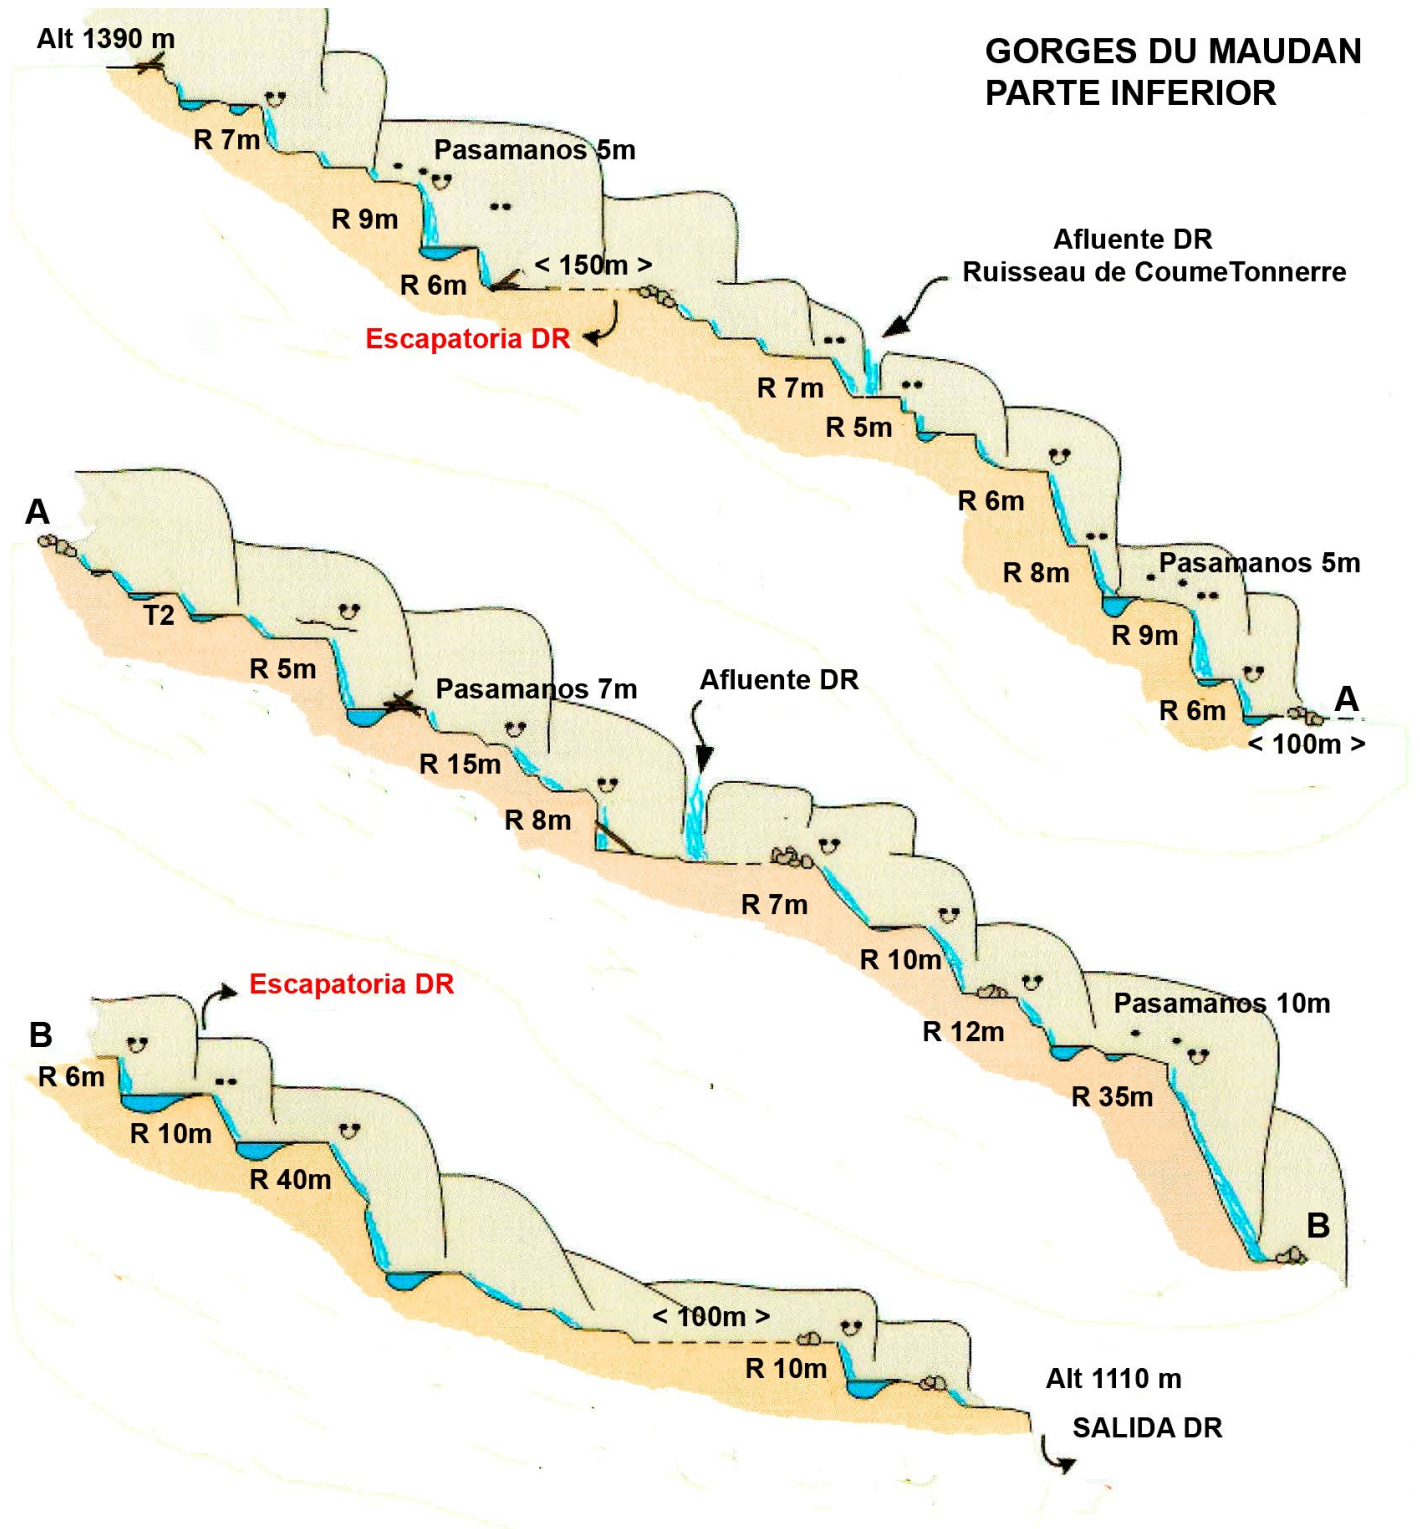 Alt 1390 m
GORGES DU MAUDAN
PARTE INFERIOR
R 7m
Pasamanos 5m
R 9m
R 6m
< 150m >
Escapatoria DR
Afluente DR
Ruisseau de CoumeTonnerre
R 7m
R 5m
R 6m
R 8m
Pasamanos 5m
R 9m
R 6m
A
< 100m >
A
T2
R 5m
Pasamanos 7m
R 15m
R 8m
Afluente DR
R 7m
R 10m
R 12m
Pasamanos 10m
R 35m
B
Escapatoria DR
B
R 6m
R 10m
R 40m
< 100m >
R 10m
Alt 1110 m
SALIDA DR